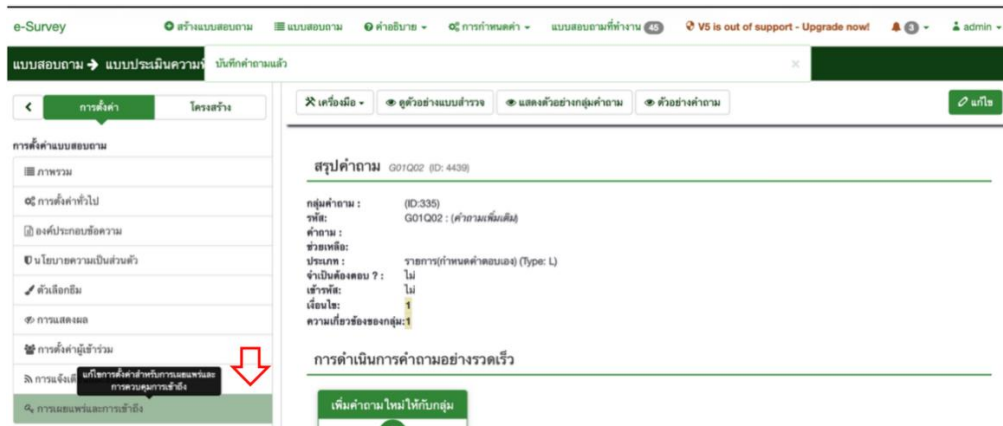 e-Survey สร้างแบบสอบถาม แบบสอบถาม คำอธิบาย การกำหนดค่า แบบสอบถามที่ทำงาน 45 V5 is out of support - Upgrade now! 3 admin
แบบสอบถาม แบบประเมินความพึ บันทึกคำถามแล้ว ×
การตั้งค่า โครงสร้าง
เครื่องมือ ดูตัวอย่างแบบสำรวจ แสดงตัวอย่างกลุ่มคำถาม ตัวอย่างคำถาม แก้ไข
การตั้งค่าแบบสอบถาม
ภาพรวม
การตั้งค่าทั่วไป
องค์ประกอบข้อความ
นโยบายความเป็นส่วนตัว
ตัวเลือกธีม
การแสดงผล
การตั้งค่าผู้เข้าร่วม
การแจ้งเตื
แก้ไขการตั้งค่าสำหรับการเผยแพร่และ
การควบคุมการเข้าถึง
การเผยแพร่และการเข้าถึง
สรุปคำถาม G01Q02 (ID: 4439)
กลุ่มคำถาม : (ID:335)
รหัส: G01Q02 : (คำถามเพิ่มเติม)
คำถาม :
ช่วยเหลือ:
ประเภท : รายการ(กำหนดคำตอบเอง) (Type: L)
จำเป็นต้องตอบ ? : ไม่
เข้ารหัส: ไม่
เงื่อนไข: 1
ความเกี่ยวข้องของกลุ่ม: 1
การดำเนินการคำถามอย่างรวดเร็ว
เพิ่มคำถามใหม่ให้กับกลุ่ม